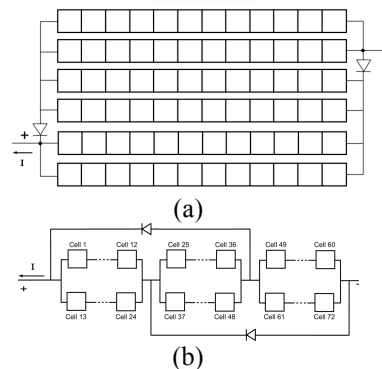 +
I
(a)
Cell 1 Cell 12 Cell 25 Cell 36 Cell 49 Cell 60
I
+ -
Cell 13 Cell 24 Cell 37 Cell 48 Cell 61 Cell 72
(b)